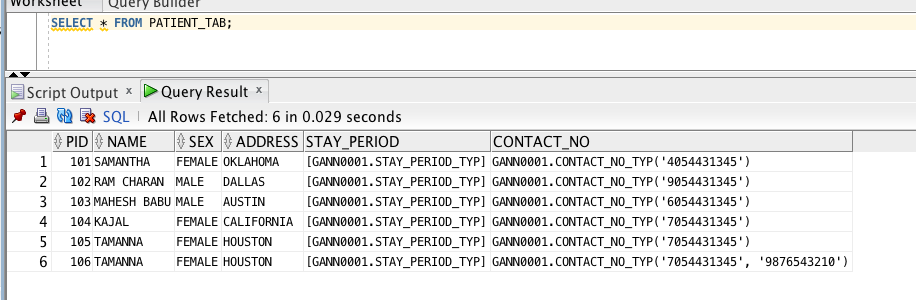 Worksheet Query Builder
SELECT * FROM PATIENT_TAB;
Script Output × Query Result ×
SQL | All Rows Fetched: 6 in 0.029 seconds
PID NAME SEX ADDRESS STAY_PERIOD CONTACT_NO
1 101 SAMANTHA FEMALE OKLAHOMA [GANN0001.STAY_PERIOD_TYP] GANN0001.CONTACT_NO_TYP('4054431345')
2 102 RAM CHARAN MALE DALLAS [GANN0001.STAY_PERIOD_TYP] GANN0001.CONTACT_NO_TYP('9054431345')
3 103 MAHESH BABU MALE AUSTIN [GANN0001.STAY_PERIOD_TYP] GANN0001.CONTACT_NO_TYP('6054431345')
4 104 KAJAL FEMALE CALIFORNIA [GANN0001.STAY_PERIOD_TYP] GANN0001.CONTACT_NO_TYP('7054431345')
5 105 TAMANNA FEMALE HOUSTON [GANN0001.STAY_PERIOD_TYP] GANN0001.CONTACT_NO_TYP('7054431345')
6 106 TAMANNA FEMALE HOUSTON [GANN0001.STAY_PERIOD_TYP] GANN0001.CONTACT_NO_TYP('7054431345', '9876543210')